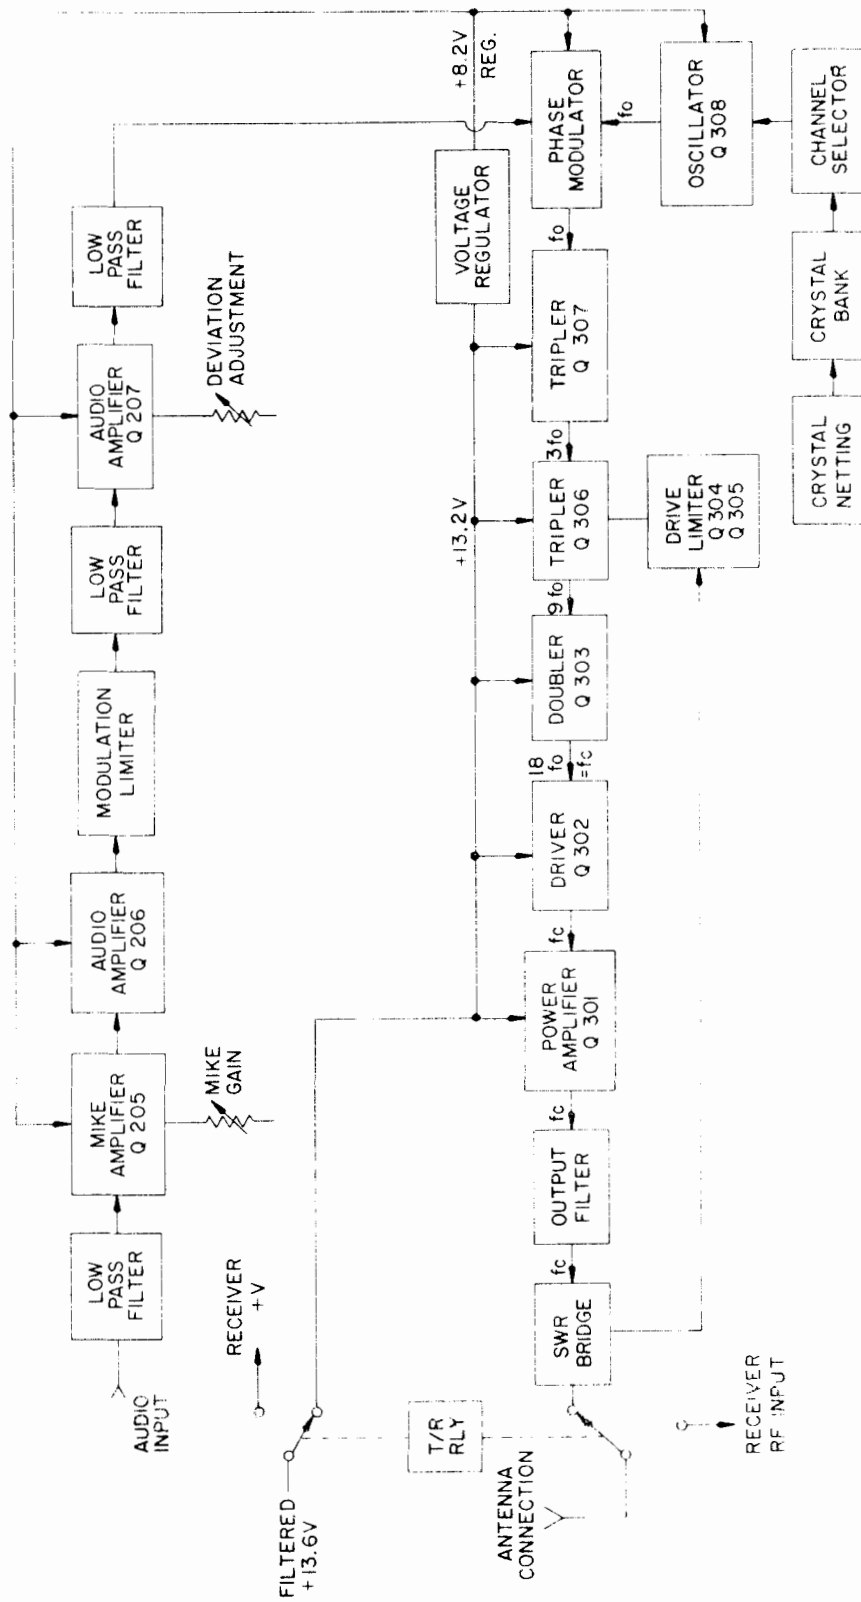 AUDIO
INPUT
LOW
PASS
FILTER
MIKE
AMPLIFIER
Q 205
MIKE
GAIN
AUDIO
AMPLIFIER
Q 206
MODULATION
LIMITER
LOW
PASS
FILTER
AUDIO
AMPLIFIER
Q 207
DEVIATION
ADJUSTMENT
LOW
PASS
FILTER
RECEIVER
+V
FILTERED
+13.6V
T/R
RLY
ANTENNA
CONNECTION
RECEIVER
RF INPUT
+13.2V
VOLTAGE
REGULATOR
+8.2V
REG.
SWR
BRIDGE
fc
OUTPUT
FILTER
fc
POWER
AMPLIFIER
Q 301
fc
DRIVER
Q 302
18
fo
=fc
DOUBLER
Q 303
9fo
TRIPLER
Q 306
3fo
TRIPLER
Q 307
fo
PHASE
MODULATOR
fo
DRIVE
LIMITER
Q 304
Q 305
OSCILLATOR
Q 308
CRYSTAL
NETTING
CRYSTAL
BANK
CHANNEL
SELECTOR